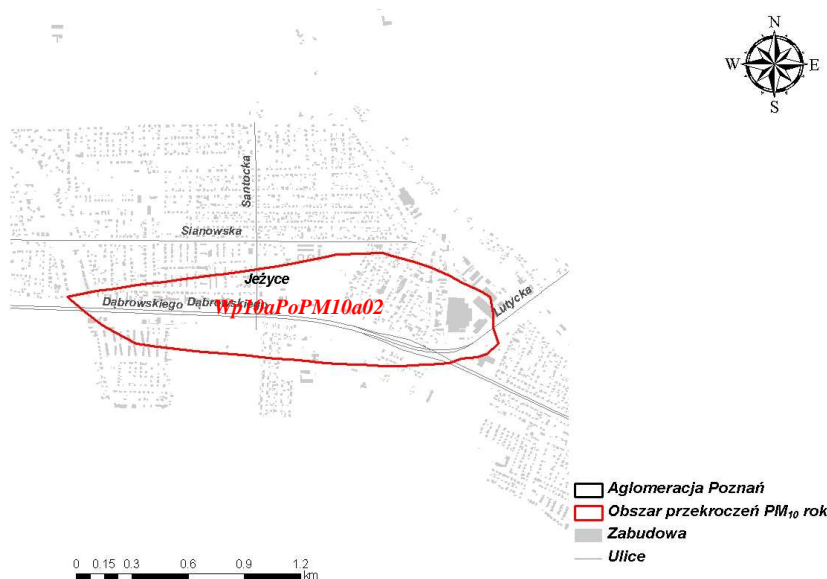 N
W E
S
Santocka
Sianowska
Jeżyce
Dąbrowskiego Dąbrowskiego
Wp10aPoPM10a02
Lutycka
Aglomeracja Poznań
Obszar przekroczeń PM₁₀ rok
Zabudowa
Ulice
0 0.15 0.3 0.6 0.9 1.2
km